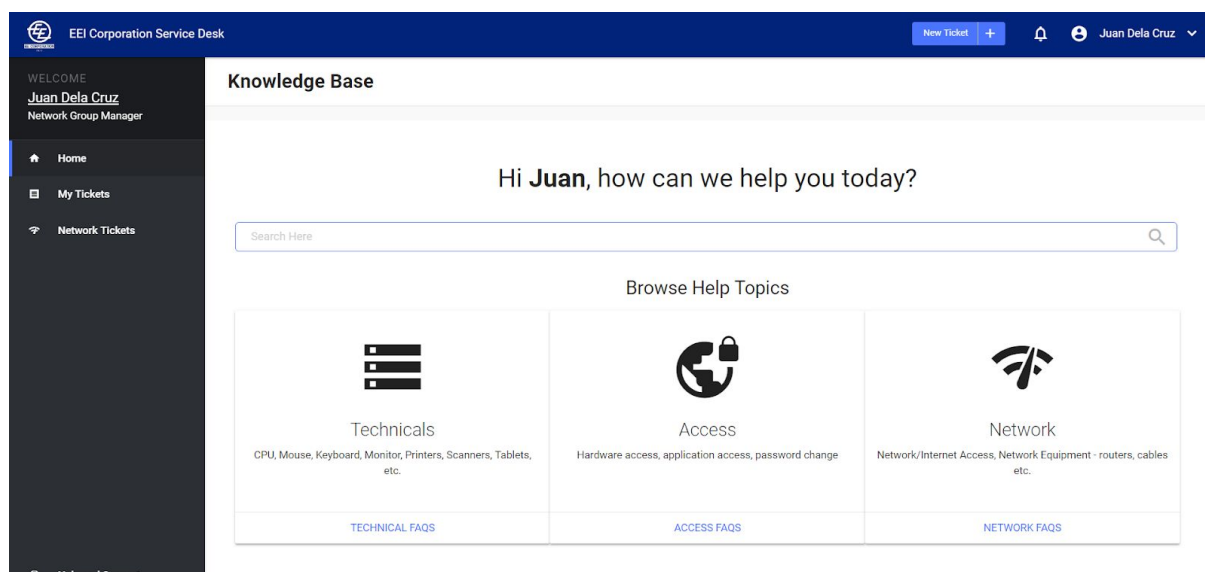 EEI Corporation Service Desk
New Ticket +
Juan Dela Cruz
WELCOME
Juan Dela Cruz
Network Group Manager
Home
My Tickets
Network Tickets
Knowledge Base
Hi Juan, how can we help you today?
Search Here
Browse Help Topics
Technicals
CPU, Mouse, Keyboard, Monitor, Printers, Scanners, Tablets,
etc.
TECHNICAL FAQS
Access
Hardware access, application access, password change
ACCESS FAQS
Network
Network/Internet Access, Network Equipment - routers, cables
etc.
NETWORK FAQS